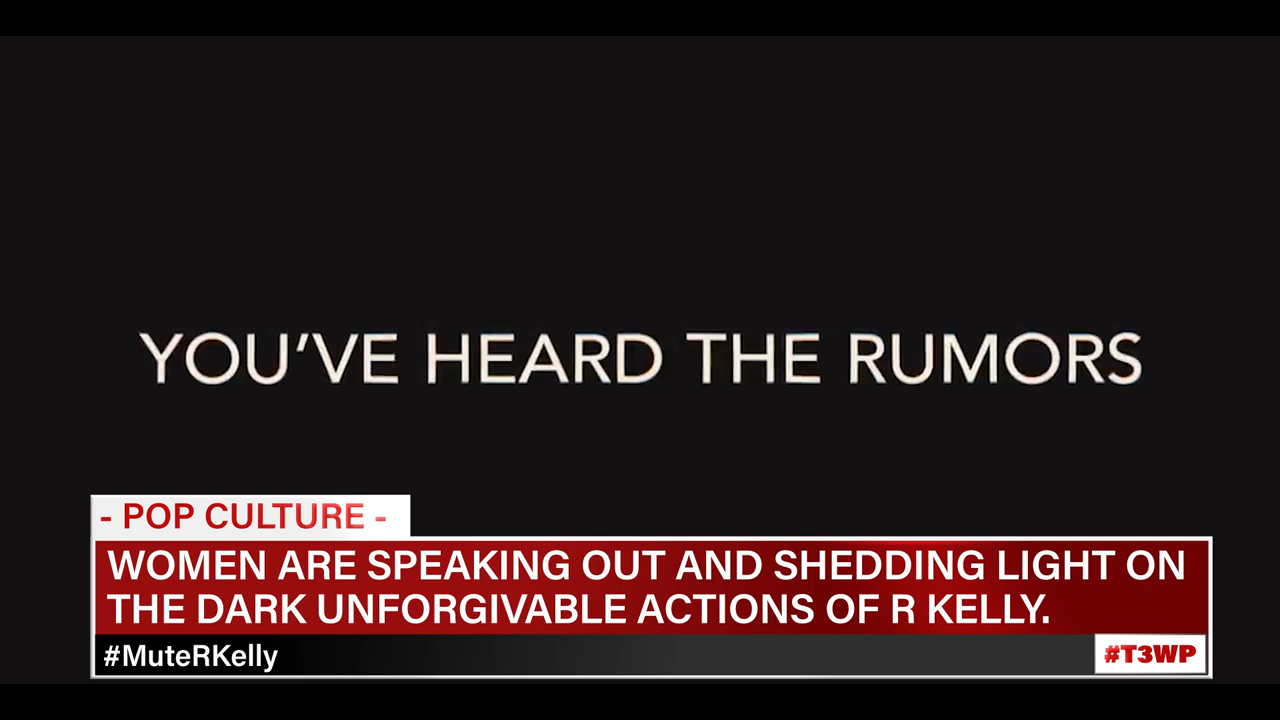 YOU'VE HEARD THE RUMORS
- POP CULTURE -
WOMEN ARE SPEAKING OUT AND SHEDDING LIGHT ON
THE DARK UNFORGIVABLE ACTIONS OF R KELLY.
#MuteRKelly
#T3WP